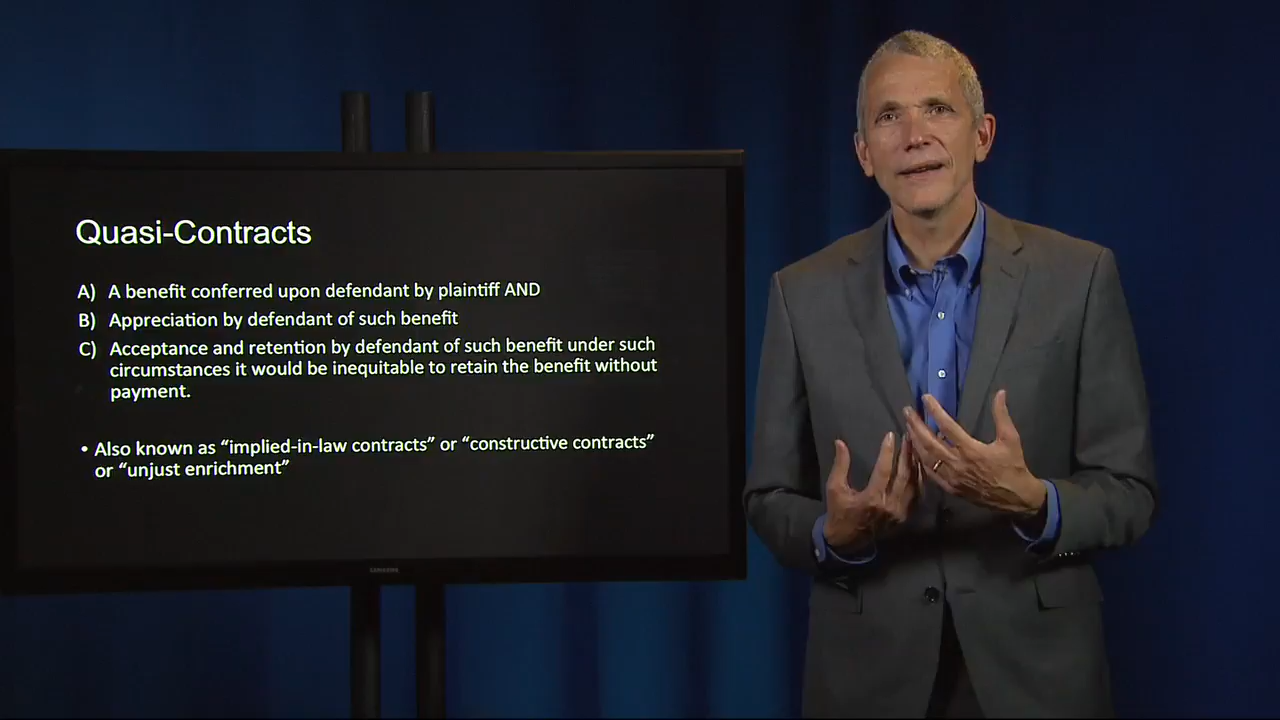 Quasi-Contracts
A) A benefit conferred upon defendant by plaintiff AND
B) Appreciation by defendant of such benefit
C) Acceptance and retention by defendant of such benefit under such
circumstances it would be inequitable to retain the benefit without
payment.
• Also known as “implied-in-law contracts” or “constructive contracts”
or “unjust enrichment”
SAMSUNG